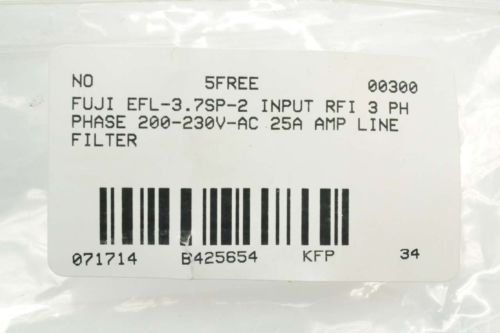 NO 5FREE 00300
FUJI EFL-3.7SP-2 INPUT RFI 3 PH
PHASE 200-230V-AC 25A AMP LINE
FILTER
071714 B425654 KFP 34